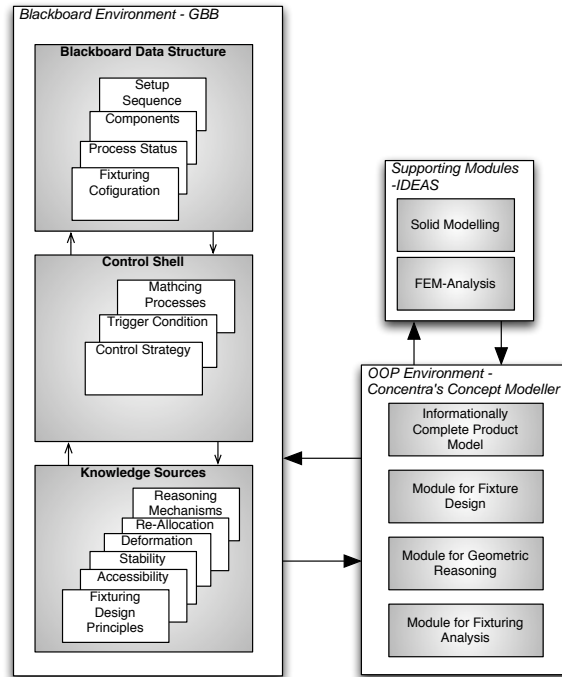 Blackboard Environment - GBB
Blackboard Data Structure
Setup
Sequence
Components
Process Status
Fixturing
Cofiguration
Control Shell
Mathcing
Processes
Trigger Condition
Control Strategy
Knowledge Sources
Reasoning
Mechanisms
Re-Allocation
Deformation
Stability
Accessibility
Fixturing
Design
Principles
Supporting Modules
-IDEAS
Solid Modelling
FEM-Analysis
OOP Environment -
Concentra's Concept Modeller
Informationally
Complete Product
Model
Module for Fixture
Design
Module for Geometric
Reasoning
Module for Fixturing
Analysis